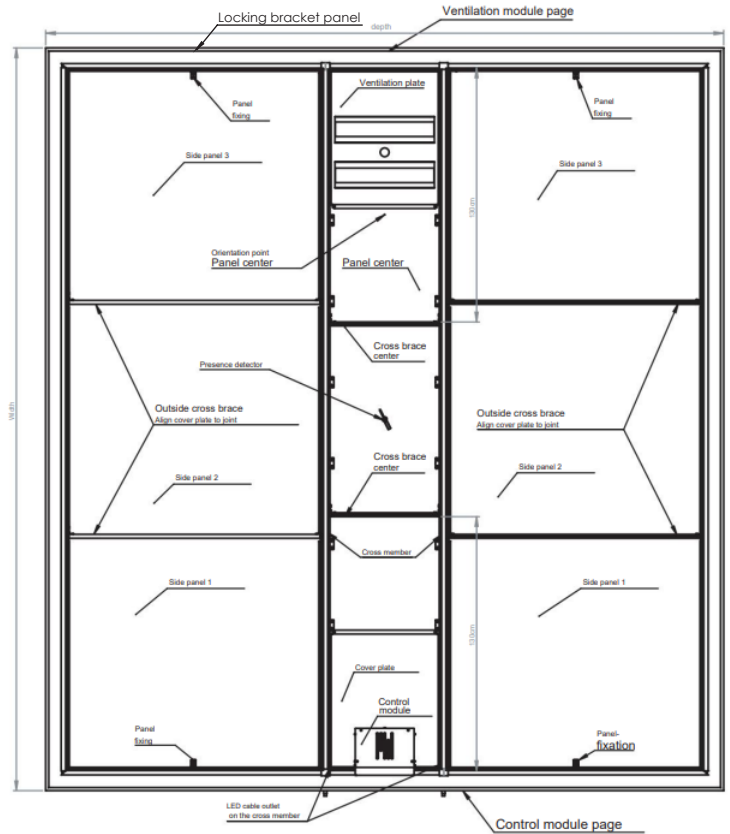 Locking bracket panel
Ventilation module page
depth
Ventilation plate
Panel
fixing
Panel
fixing
Side panel 3
Side panel 3
130cm
Orientation point
Panel center
Panel center
Cross brace
center
Presence detector
Width
Outside cross brace
Align cover plate to joint
Outside cross brace
Align cover plate to joint
Cross brace
center
Side panel 2
Side panel 2
Cross member
Side panel 1
Side panel 1
130cm
Cover plate
Control
module
Panel
fixing
Panel-
fixation
LED cable outlet
on the cross member
Control module page